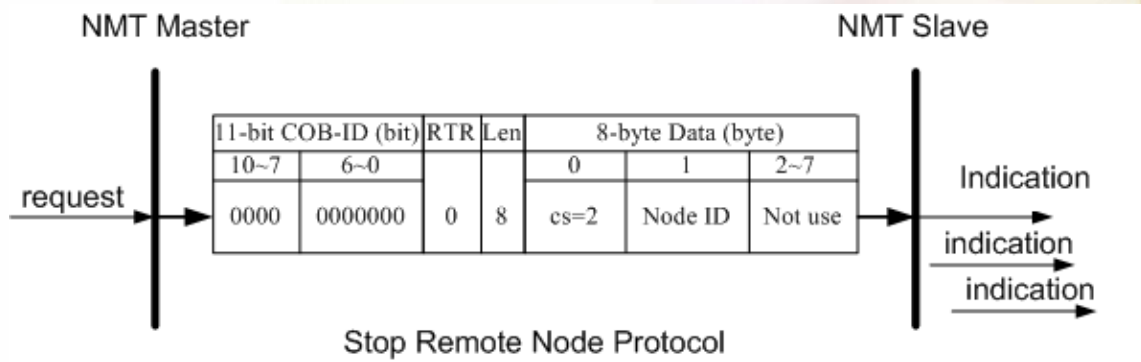 NMT Master NMT Slave
11-bit COB-ID (bit) RTR Len 8-byte Data (byte)
10~7 6~0 0 1 2~7
request 0000 0000000 0 8 cs=2 Node ID Not use Indication
indication
indication
Stop Remote Node Protocol